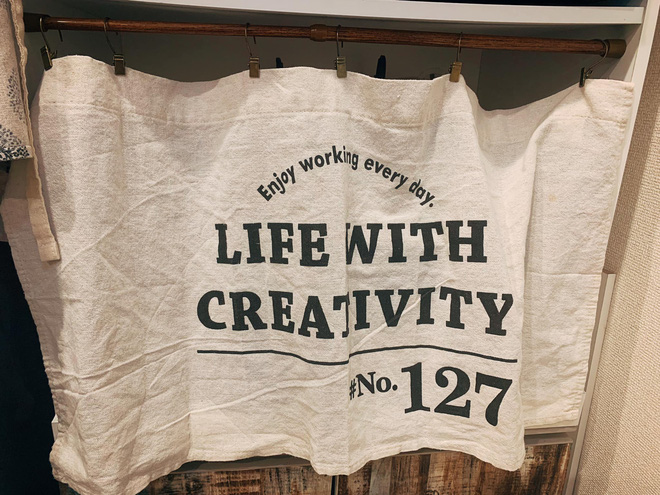 Enjoy working every day.
LIFE WITH
CREATIVITY
#No. 127